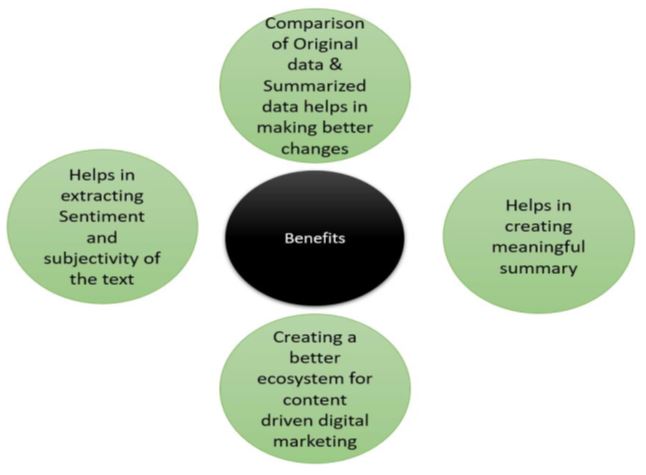 Comparison
of Original
data &
Summarized
data helps in
making better
changes
Helps in
extracting
Sentiment
and
subjectivity of
the text
Benefits
Helps in
creating
meaningful
summary
Creating a
better
ecosystem for
content
driven digital
marketing